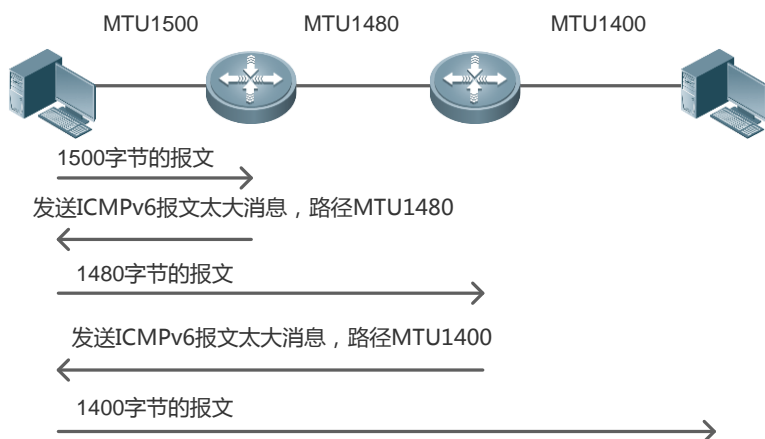 MTU1500 MTU1480 MTU1400
1500字节的报文
发送ICMPv6报文太大消息，路径MTU1480
1480字节的报文
发送ICMPv6报文太大消息，路径MTU1400
1400字节的报文